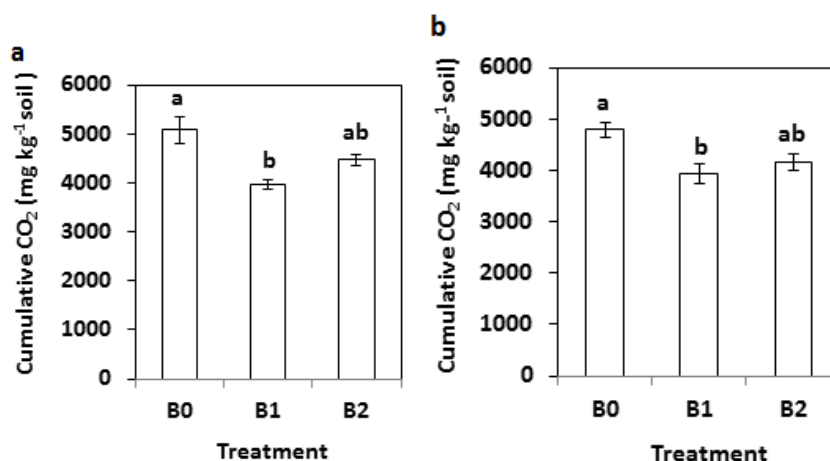 a
Cumulative CO₂ (mg kg⁻¹ soil )
6000
5000
4000
3000
2000
1000
0
a
b
ab
B0 B1 B2
Treatment
b
Cumulative CO₂ (mg kg-¹ soil)
6000
5000
4000
3000
2000
1000
0
a
b
ab
B0 B1 B2
Treatment